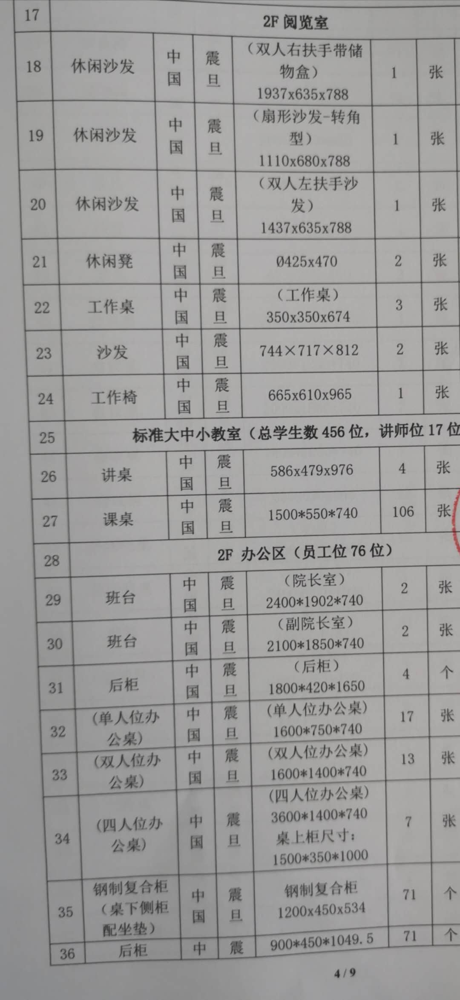 17
2F 阅览室
18 休闲沙发 中国 震旦 （双人右扶手带储物盒）1937x635x788 1 张
19 休闲沙发 中国 震旦 （扇形沙发-转角型）1110x680x788 1 张
20 休闲沙发 中国 震旦 （双人左扶手沙发）1437x635x788 1 张
21 休闲凳 中国 震旦 Ø425x470 2 张
22 工作桌 中国 震旦 （工作桌）350x350x674 3 张
23 沙发 中国 震旦 744×717×812 2 张
24 工作椅 中国 震旦 665x610x965 1 张
25 标准大中小教室（总学生数 456 位，讲师位 17 位
26 讲桌 中国 震旦 586x479x976 4 张
27 课桌 中国 震旦 1500*550*740 106 张
28 2F 办公区（员工位 76 位）
29 班台 中国 震旦 （院长室）2400*1902*740 2 张
30 班台 中国 震旦 （副院长室）2100*1850*740 2 张
31 后柜 中国 震旦 （后柜）1800*420*1650 4 个
32 (单人位办公桌) 中国 震旦 (单人位办公桌) 1600*750*740 17 张
33 (双人位办公桌) 中国 震旦 (双人位办公桌) 1600*1400*740 13 张
34 (四人位办公桌) 中国 震旦 (四人位办公桌) 3600*1400*740 桌上柜尺寸：1500*350*1000 7 张
35 钢制复合柜（桌下侧柜配坐垫） 中国 震旦 钢制复合柜 1200x450x534 71 个
36 后柜 中 震 900*450*1049.5 71 个
4 / 9